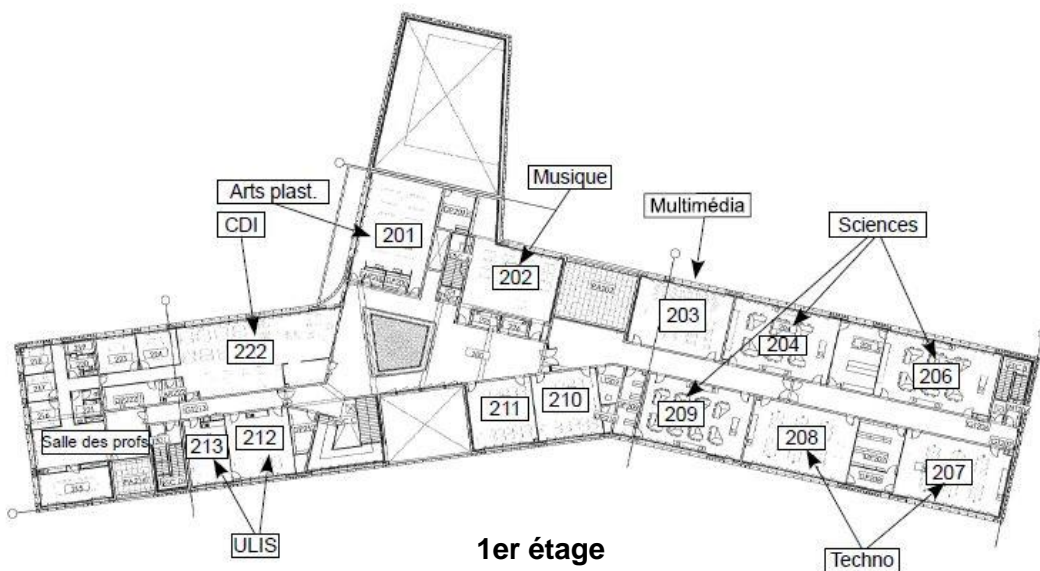 Musique
Arts plast.
Multimédia
CDI
Sciences
201
202
203
204
222
206
211
210
209
Salle des profs
213
212
208
207
ULIS
1er étage
Techno